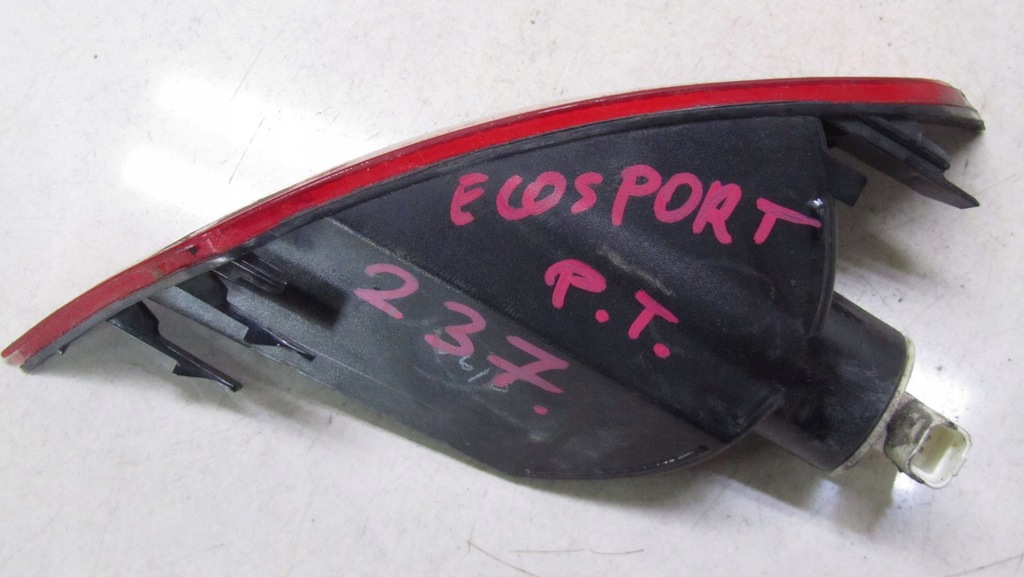 ECOSPORT
R.T.
237.